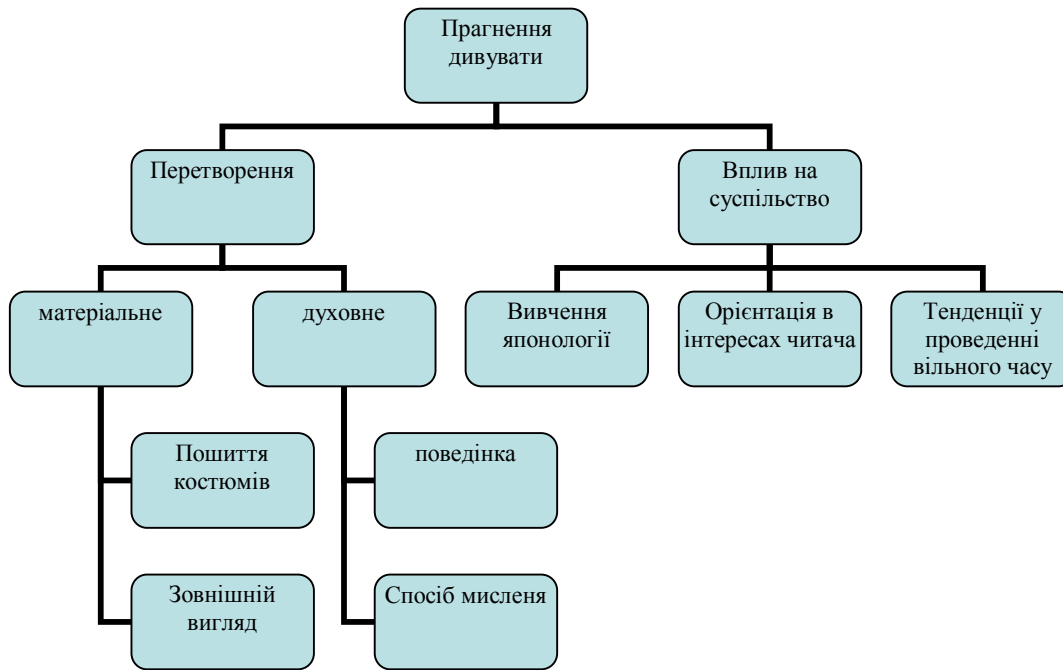 Прагнення
дивувати
Перетворення
Вплив на
суспільство
матеріальне
духовне
Вивчення
японології
Орієнтація в
інтересах читача
Тенденції у
проведенні
вільного часу
Пошиття
костюмів
поведінка
Зовнішній
вигляд
Спосіб мисленя